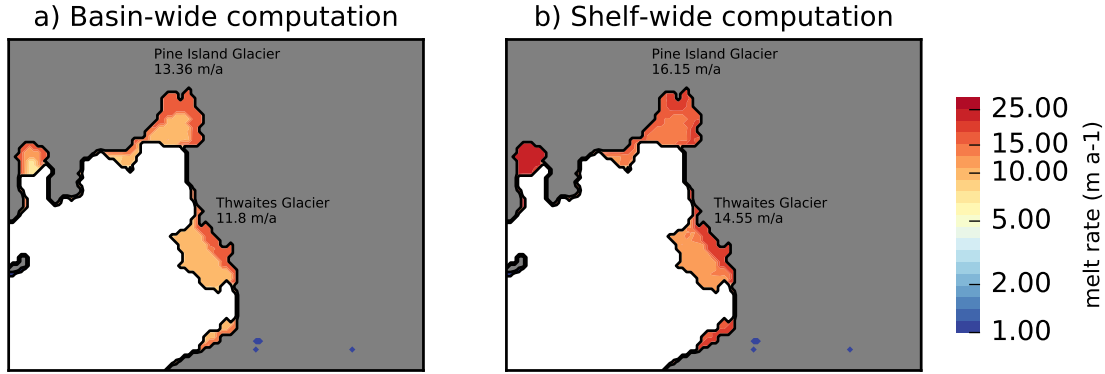 a) Basin-wide computation
Pine Island Glacier
13.36 m/a
Thwaites Glacier
11.8 m/a
b) Shelf-wide computation
Pine Island Glacier
16.15 m/a
Thwaites Glacier
14.55 m/a
25.00
15.00
10.00
5.00
2.00
1.00
melt rate (m a-1)